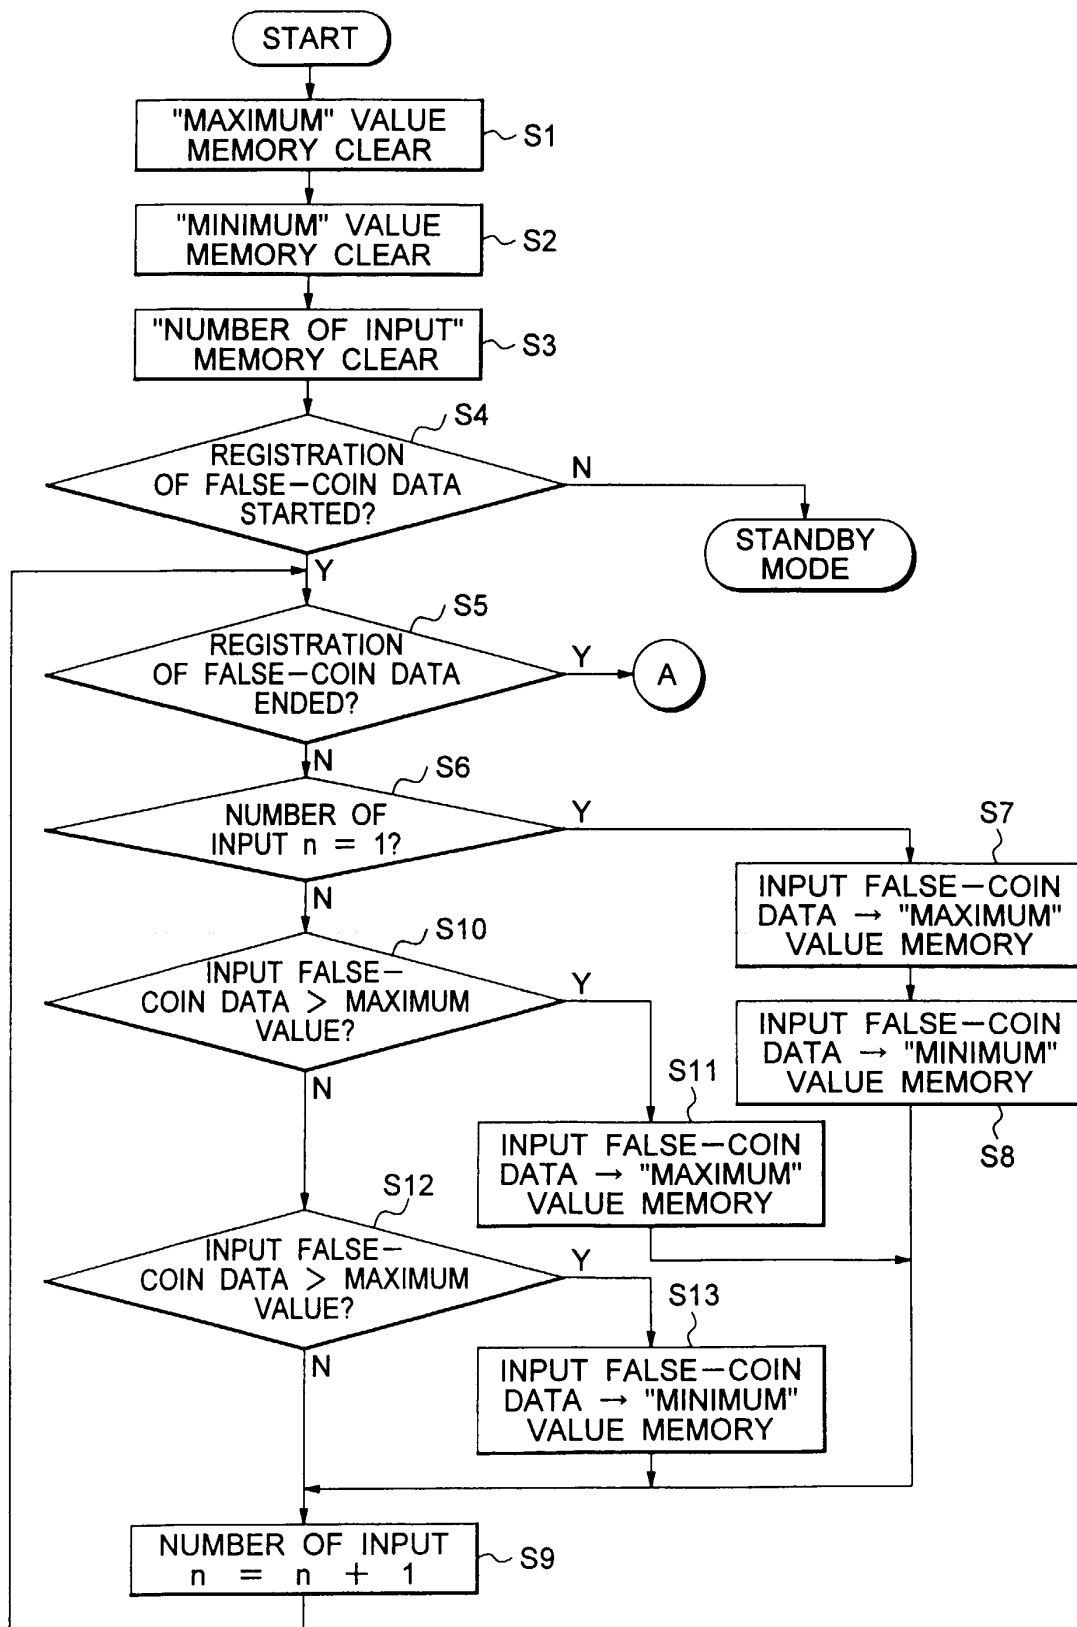 START
"MAXIMUM" VALUE
MEMORY CLEAR
S1
"MINIMUM" VALUE
MEMORY CLEAR
S2
"NUMBER OF INPUT"
MEMORY CLEAR
S3
S4
REGISTRATION
OF FALSE-COIN DATA
STARTED?
N
STANDBY
MODE
Y
S5
REGISTRATION
OF FALSE-COIN DATA
ENDED?
Y
A
N
S6
NUMBER OF
INPUT n = 1?
Y
S7
INPUT FALSE-COIN
DATA → "MAXIMUM"
VALUE MEMORY
N
S10
INPUT FALSE-
COIN DATA > MAXIMUM
VALUE?
Y
INPUT FALSE-COIN
DATA → "MINIMUM"
VALUE MEMORY
S8
N
S11
INPUT FALSE-COIN
DATA → "MAXIMUM"
VALUE MEMORY
S12
INPUT FALSE-
COIN DATA > MAXIMUM
VALUE?
Y
S13
INPUT FALSE-COIN
DATA → "MINIMUM"
VALUE MEMORY
N
NUMBER OF INPUT
n = n + 1
S9